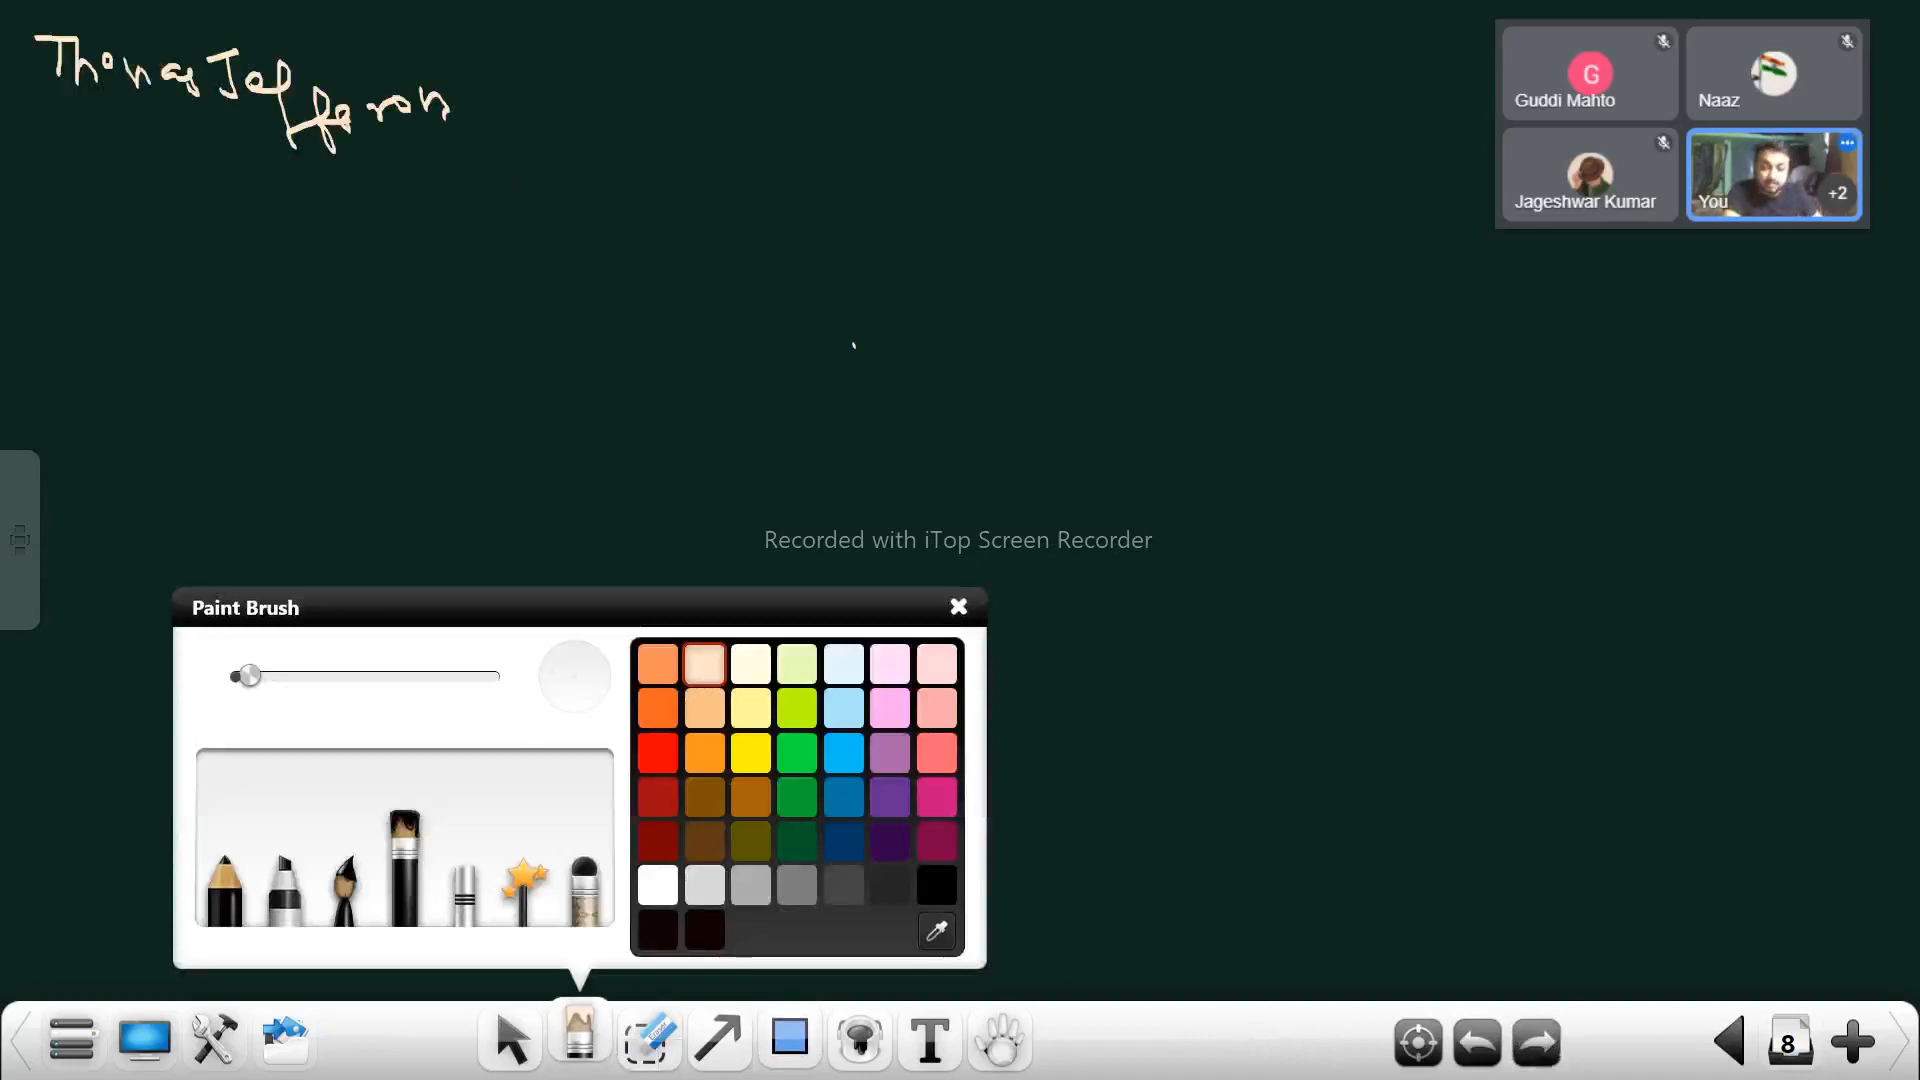 Thomas Jefferson
G
Guddi Mahto
Naaz
Jageshwar Kumar
You
+2
Recorded with iTop Screen Recorder
Paint Brush
T
8